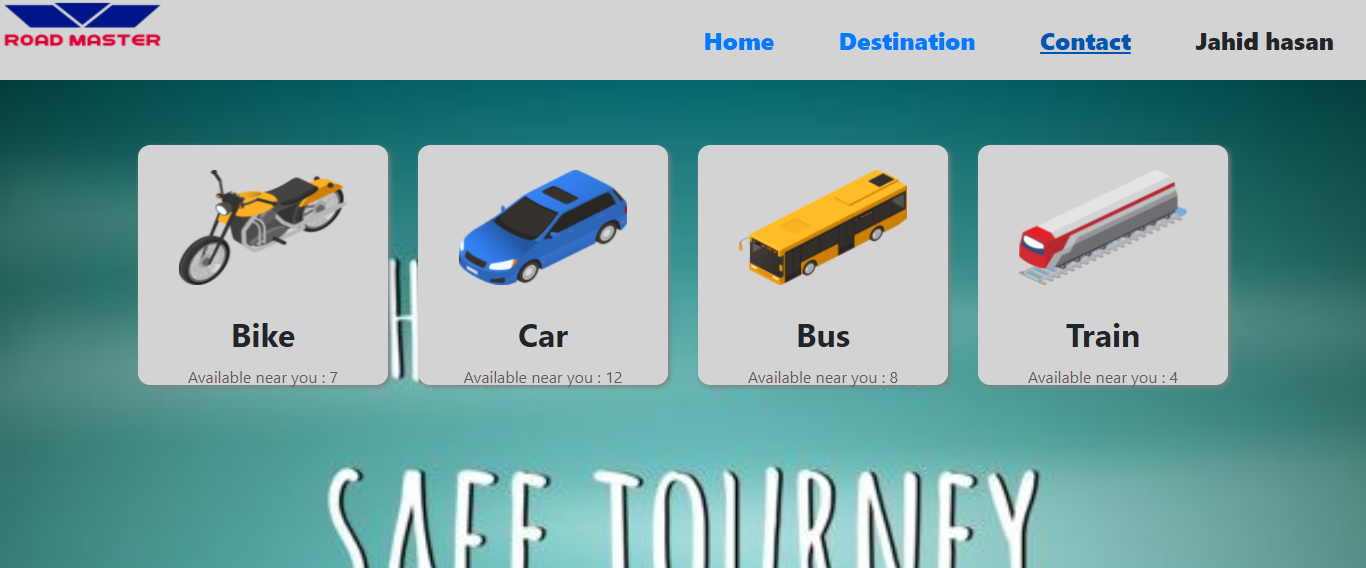 ROAD MASTER
Home Destination Contact Jahid hasan
Bike Car Bus Train
Available near you : 7 Available near you : 12 Available near you : 8 Available near you : 4
SAFE TOURNEY